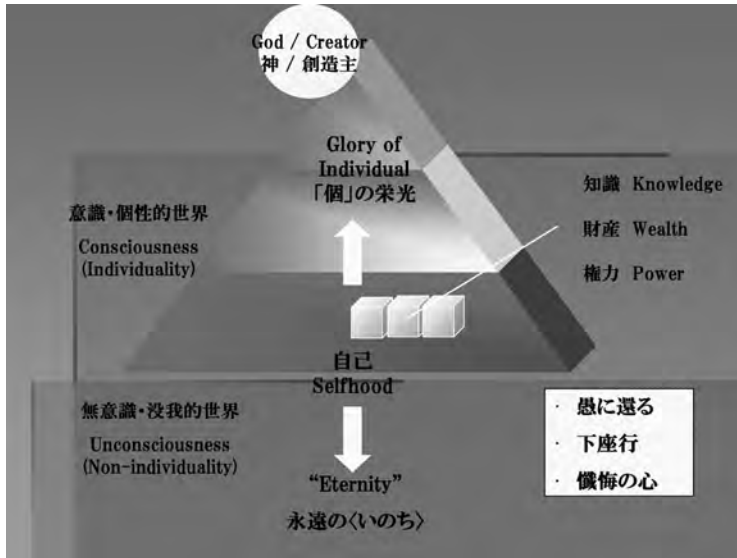 God / Creator
神 / 創造主
Glory of
Individual
「個」の栄光
知識 Knowledge
財産 Wealth
権力 Power
意識・個性的世界
Consciousness
(Individuality)
自己
Selfhood
無意識・没我的世界
Unconsciousness
(Non-individuality)
“Eternity”
永遠の〈いのち〉
· 愚に還る
· 下座行
· 懺悔の心